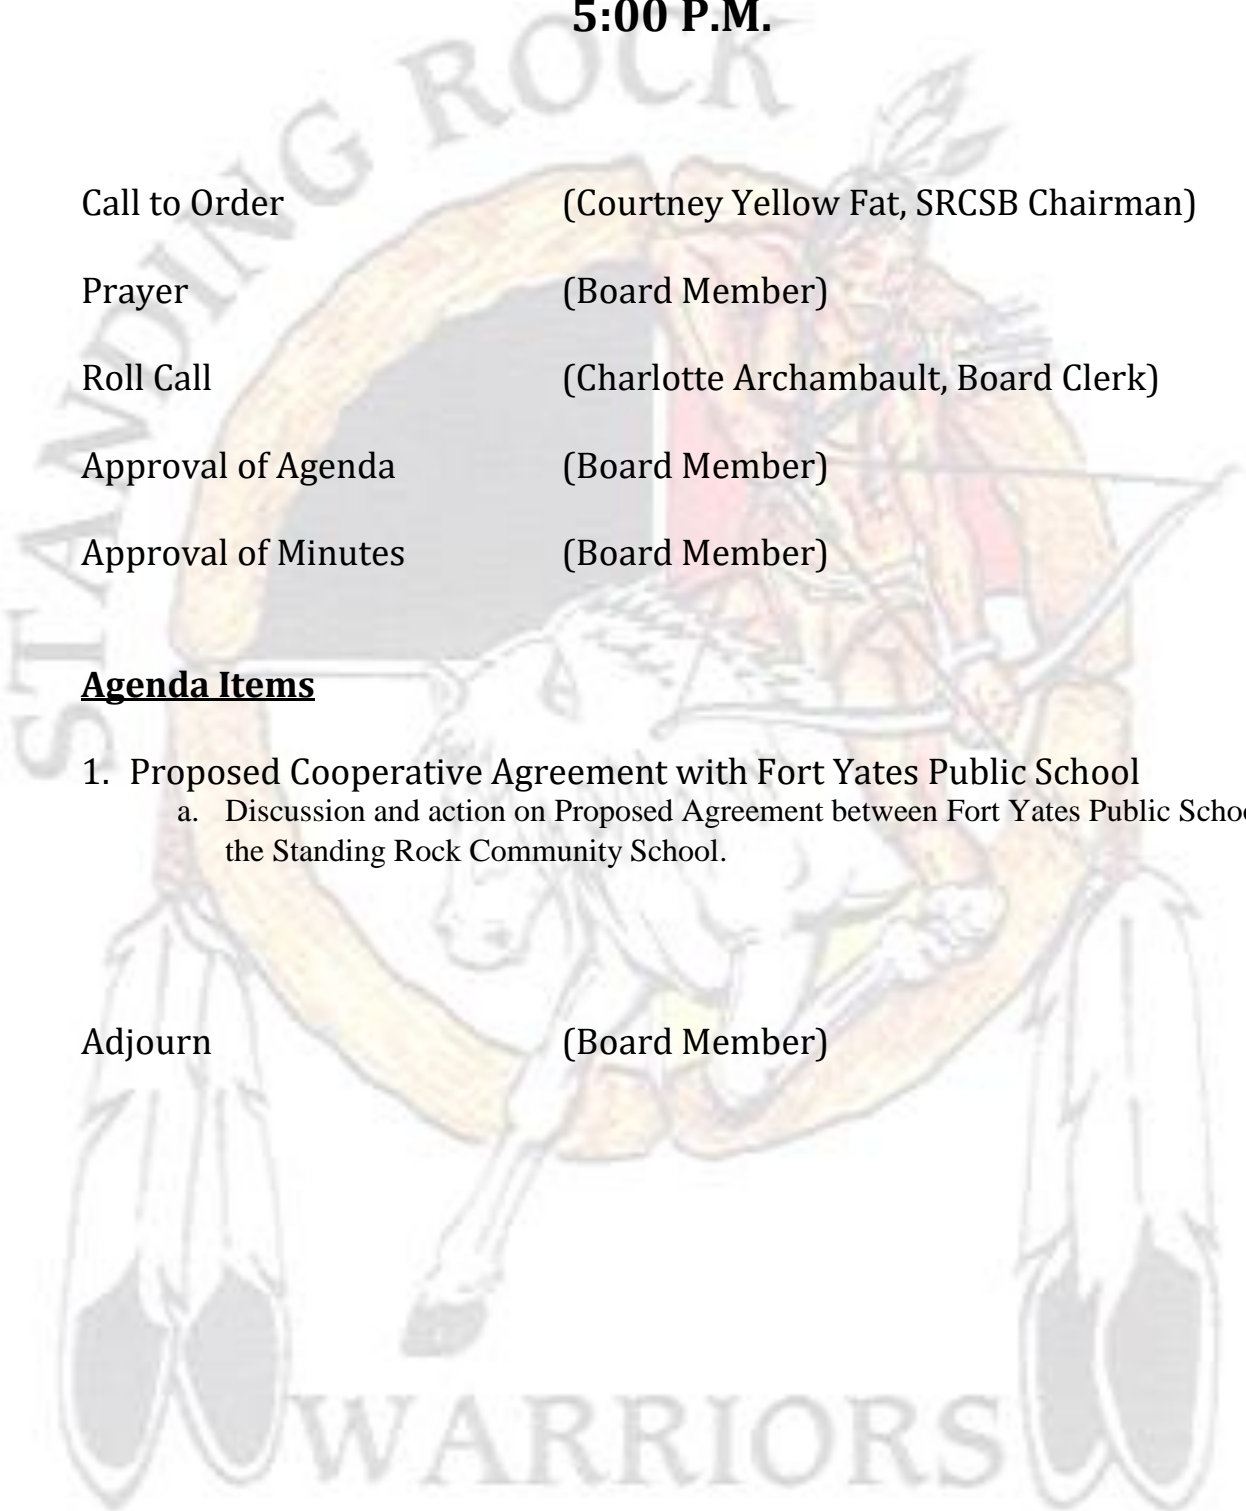 5:00 P.M.
STANDING ROCK
Call to Order (Courtney Yellow Fat, SRCSB Chairman)
Prayer (Board Member)
Roll Call (Charlotte Archambault, Board Clerk)
Approval of Agenda (Board Member)
Approval of Minutes (Board Member)
Agenda Items
1. Proposed Cooperative Agreement with Fort Yates Public School
a. Discussion and action on Proposed Agreement between Fort Yates Public
the Standing Rock Community School.
Adjourn (Board Member)
WARRIORS